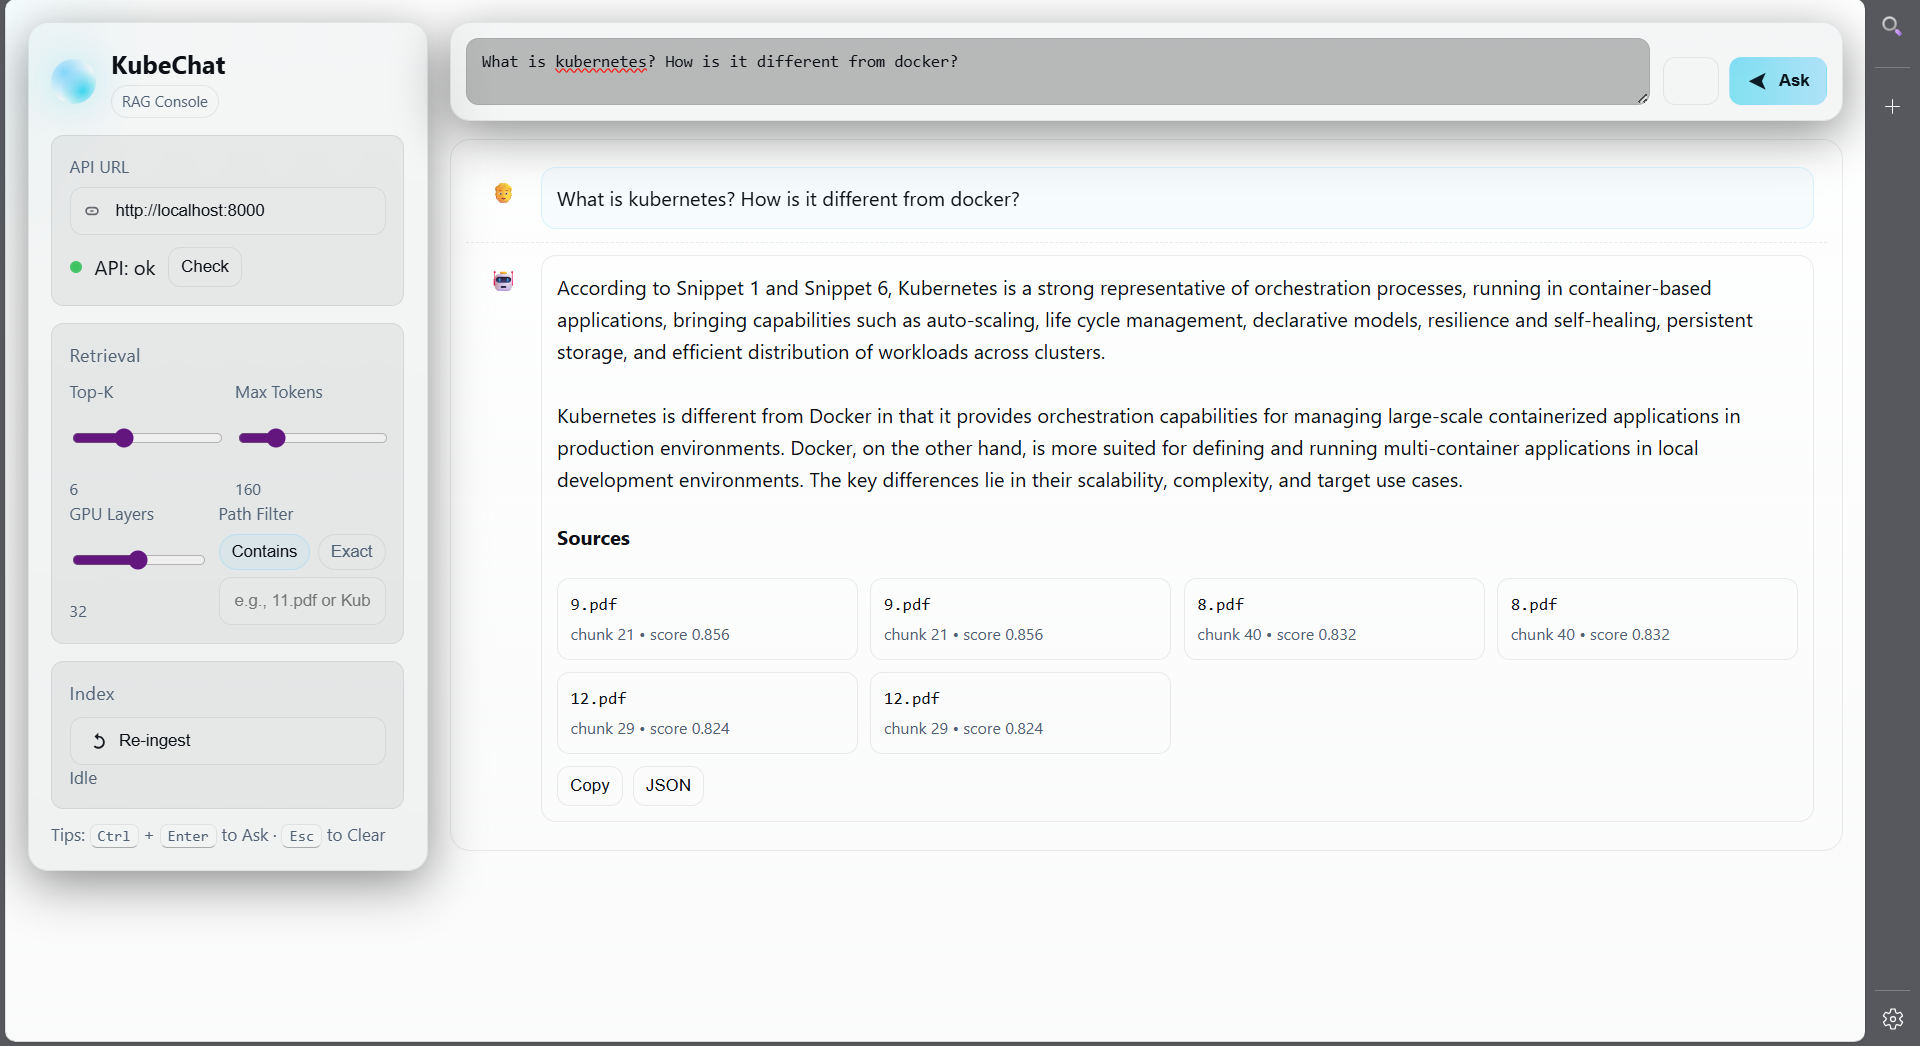 KubeChat
RAG Console
API URL
http://localhost:8000
API: ok
Check
Retrieval
Top-K
Max Tokens
6
160
GPU Layers
Path Filter
Contains
Exact
e.g., 11.pdf or Kub
32
Index
Re-ingest
Idle
Tips: Ctrl + Enter to Ask · Esc to Clear
What is kubernetes? How is it different from docker?
Ask
What is kubernetes? How is it different from docker?
According to Snippet 1 and Snippet 6, Kubernetes is a strong representative of orchestration processes, running in container-based
applications, bringing capabilities such as auto-scaling, life cycle management, declarative models, resilience and self-healing, persistent
storage, and efficient distribution of workloads across clusters.
Kubernetes is different from Docker in that it provides orchestration capabilities for managing large-scale containerized applications in
production environments. Docker, on the other hand, is more suited for defining and running multi-container applications in local
development environments. The key differences lie in their scalability, complexity, and target use cases.
Sources
9.pdf
chunk 21 • score 0.856
9.pdf
chunk 21 • score 0.856
8.pdf
chunk 40 • score 0.832
8.pdf
chunk 40 • score 0.832
12.pdf
chunk 29 • score 0.824
12.pdf
chunk 29 • score 0.824
Copy
JSON